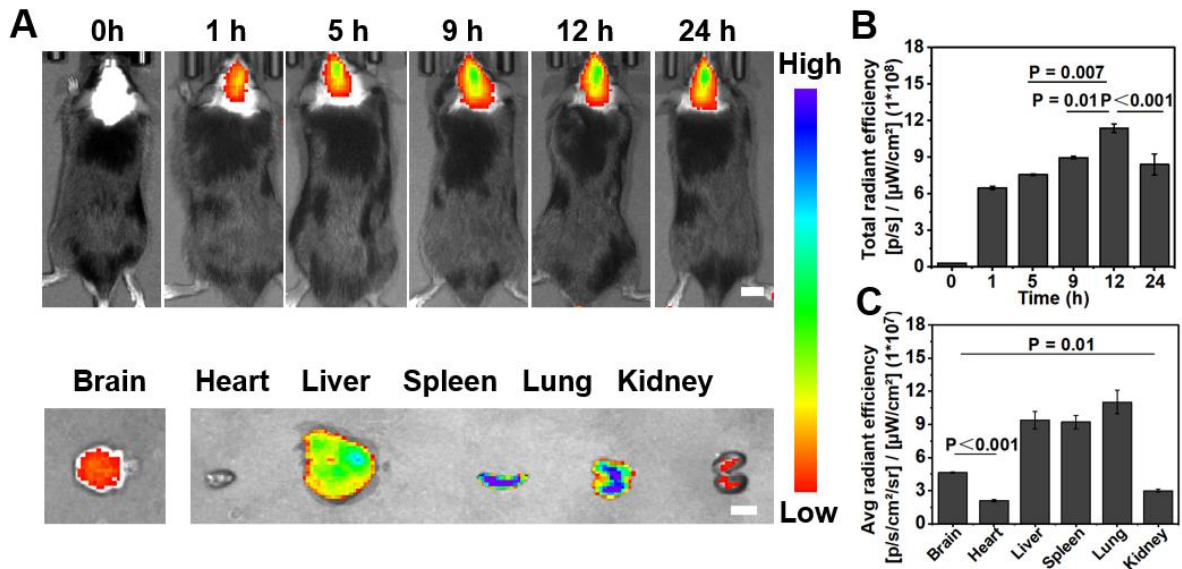 A
0h 1 h 5 h 9 h 12 h 24 h
High
Low
Brain Heart Liver Spleen Lung Kidney
B
Total radiant efficiency
[p/s] / [µW/cm²] (1*10⁸)
18
15
12
9
6
3
0
P = 0.007
P = 0.01 P<0.001
0 1 5 9 12 24
Time (h)
C
Avg radiant efficiency
[p/s/cm²/sr] / [µW/cm²] (1*10⁷)
18
15
12
9
6
3
0
P = 0.01
P<0.001
Brain Heart Liver Spleen Lung Kidney